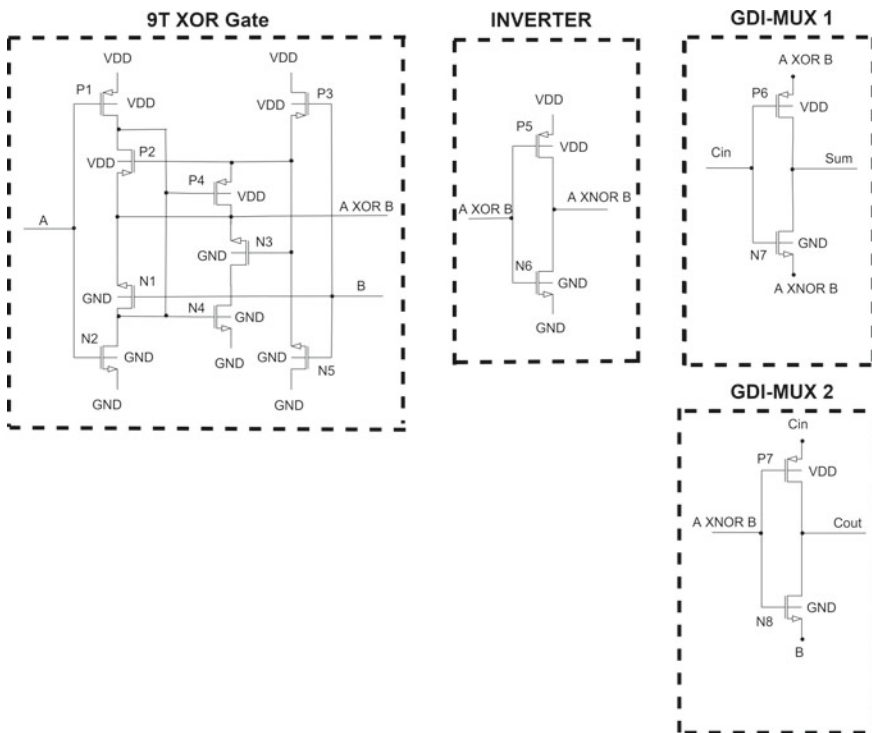 9T XOR Gate
VDD
VDD
P1
P3
VDD
VDD
P2
VDD
P4
VDD
A
A XOR B
N3
GND
N1
GND
B
N4
GND
N2
GND
GND
GND
N5
GND
GND
INVERTER
VDD
P5
VDD
A XOR B
A XNOR B
N6
GND
GND
GDI-MUX 1
A XOR B
P6
VDD
Cin
Sum
GND
N7
A XNOR B
GDI-MUX 2
Cin
P7
VDD
A XNOR B
Cout
GND
N8
B